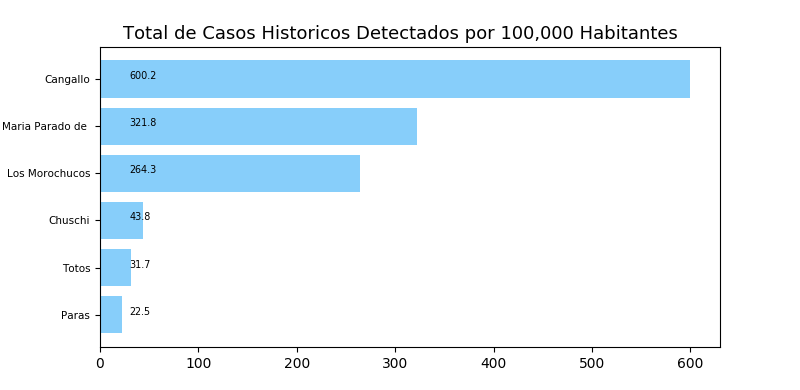 Total de Casos Historicos Detectados por 100,000 Habitantes
Cangallo 600.2
Maria Parado de 321.8
Los Morochucos 264.3
Chuschi 43.8
Totos 31.7
Paras 22.5
0 100 200 300 400 500 600